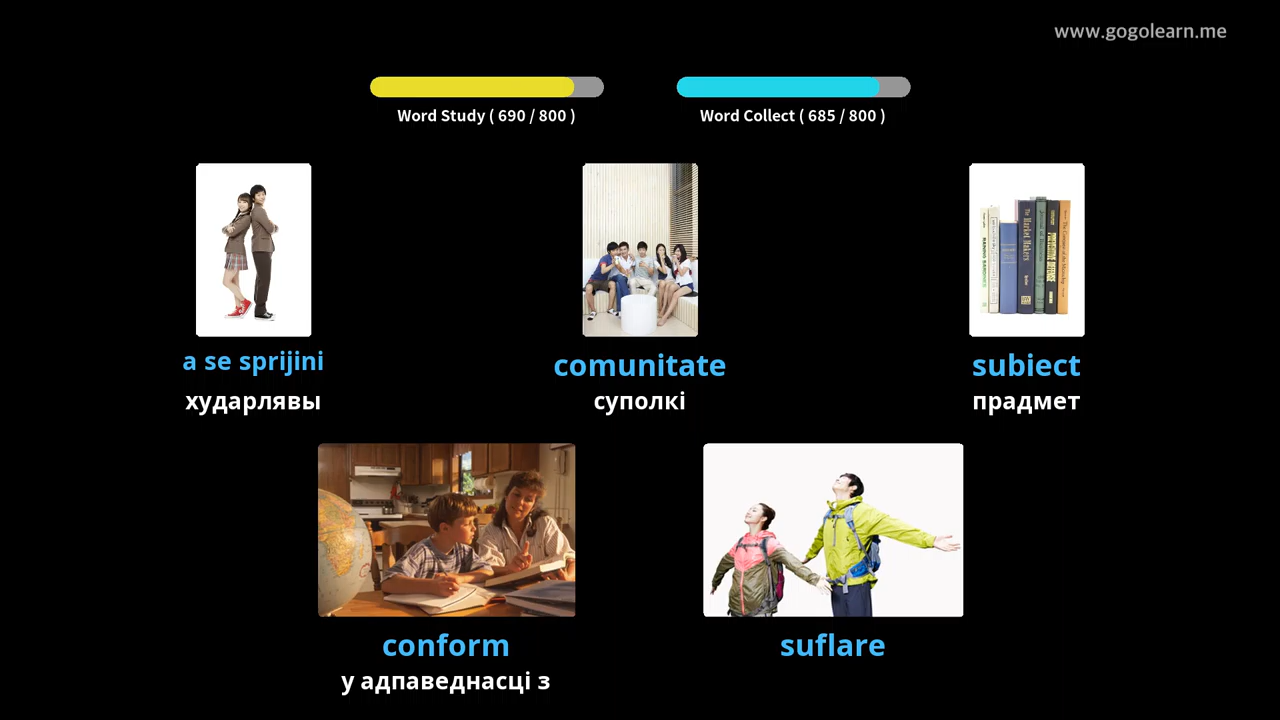 www.gogolearn.me
Word Study ( 690 / 800 )
Word Collect ( 685 / 800 )
a se sprijini
хударлявы
comunitate
суполкі
subiect
прадмет
conform
у адпаведнасці з
suflare